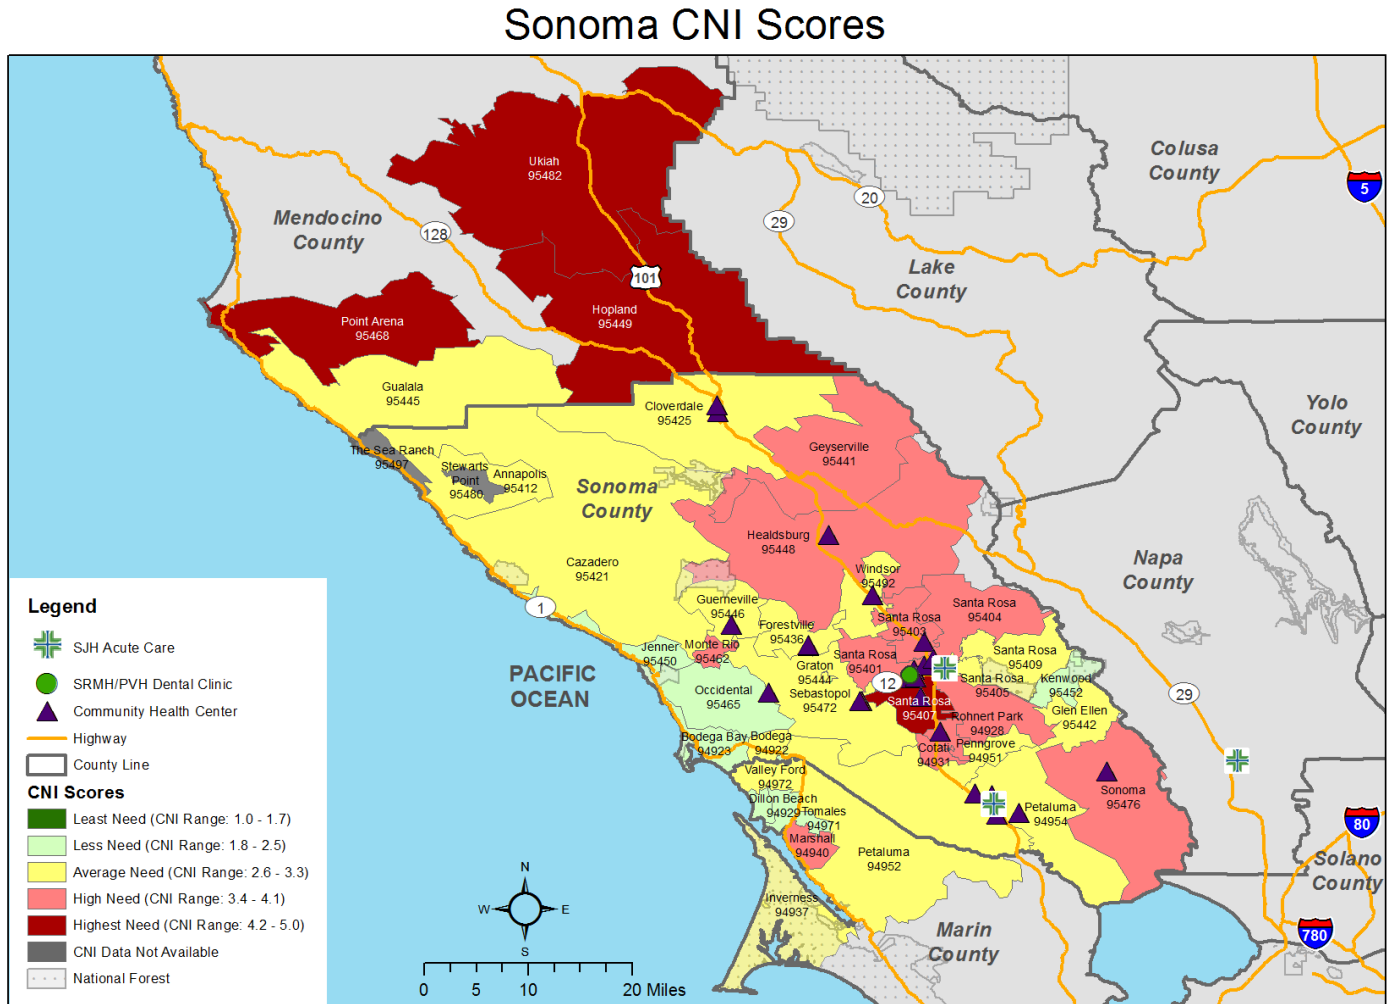 Sonoma CNI Scores
Ukiah
95482
Colusa
County
5
Mendocino
County
128
20
29
Lake
County
101
Hopland
95449
Point Arena
95468
Gualala
95445
Cloverdale
95425
Yolo
County
Geyserville
95441
The Sea Ranch
95497
Stewarts
Point
95480
Annapolis
95412
Sonoma
County
Healdsburg
95448
Cazadero
95421
Windsor
95492
Napa
County
Guerneville
95446
Santa Rosa
95404
Santa Rosa
95403
Forestville
95436
1
Jenner
95450
Monte Rio
95462
Santa Rosa
95401
Santa Rosa
95409
Graton
95444
Santa Rosa
95405
Kenwood
95452
12
PACIFIC
OCEAN
Occidental
95465
Sebastopol
95472
Santa Rosa
95407
Glen Ellen
95442
29
Rohnert Park
94928
Bodega Bay
94923
Bodega
94922
Cotati
94931
Penngrove
94951
Valley Ford
94972
Sonoma
95476
Dillon Beach
94929
Tomales
94971
Petaluma
94954
Marshall
94940
Petaluma
94952
80
Solano
County
Inverness
94937
Marin
County
780
Legend
SJH Acute Care
SRMH/PVH Dental Clinic
Community Health Center
Highway
County Line
CNI Scores
Least Need (CNI Range: 1.0 - 1.7)
Less Need (CNI Range: 1.8 - 2.5)
Average Need (CNI Range: 2.6 - 3.3)
High Need (CNI Range: 3.4 - 4.1)
Highest Need (CNI Range: 4.2 - 5.0)
CNI Data Not Available
National Forest
N
W
E
S
0 5 10 20 Miles